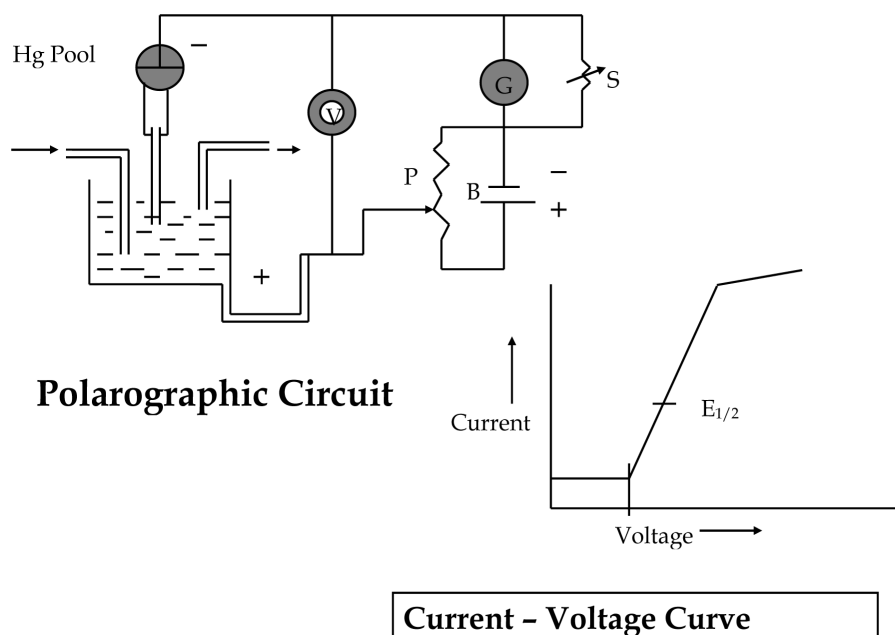 Hg Pool
−
V
G
S
P
B
−
+
+
Polarographic Circuit
Current
E1/2
Voltage
Current – Voltage Curve